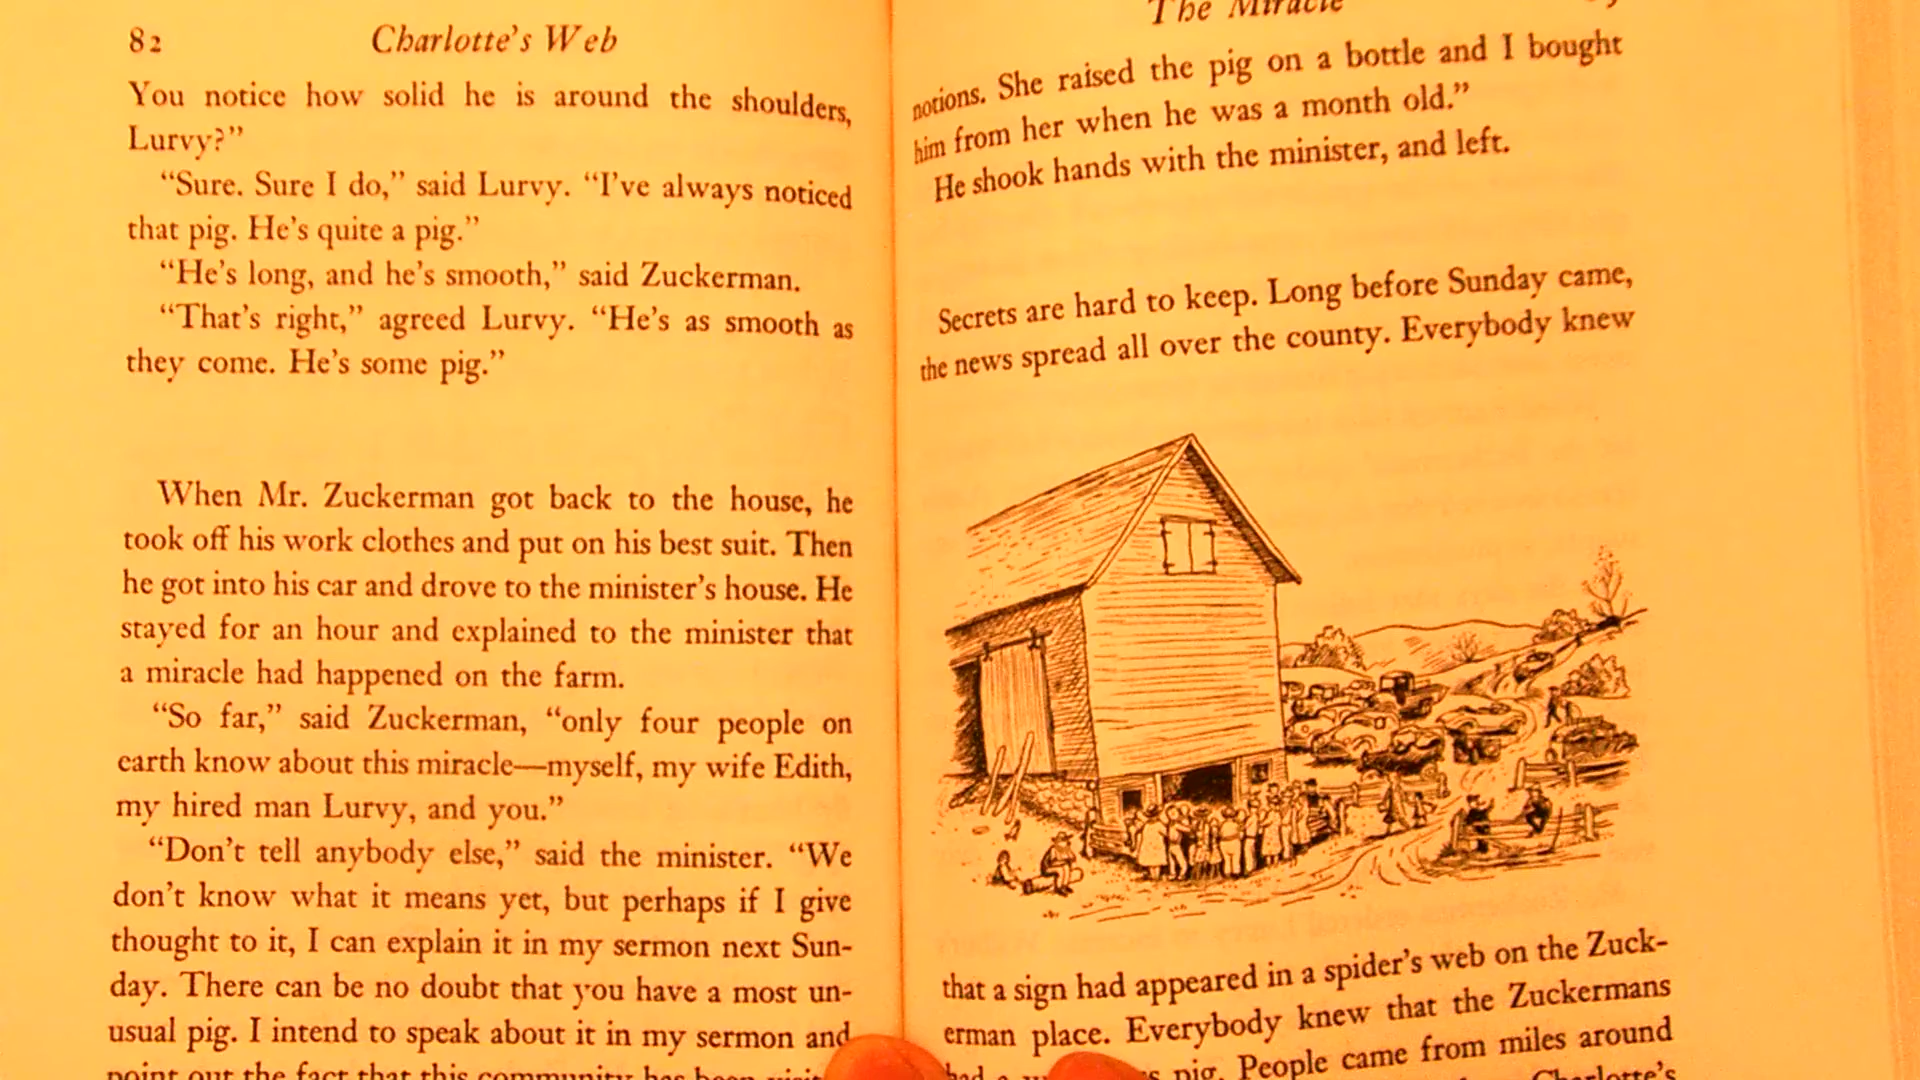 82 Charlotte's Web
You notice how solid he is around the shoulders,
Lurvy?"
"Sure. Sure I do," said Lurvy. "I've always noticed
that pig. He's quite a pig."
"He's long, and he's smooth," said Zuckerman.
"That's right," agreed Lurvy. "He's as smooth as
they come. He's some pig."
When Mr. Zuckerman got back to the house, he
took off his work clothes and put on his best suit. Then
he got into his car and drove to the minister's house. He
stayed for an hour and explained to the minister that
a miracle had happened on the farm.
"So far," said Zuckerman, "only four people on
earth know about this miracle—myself, my wife Edith,
my hired man Lurvy, and you."
"Don't tell anybody else," said the minister. "We
don't know what it means yet, but perhaps if I give
thought to it, I can explain it in my sermon next Sun-
day. There can be no doubt that you have a most un-
usual pig. I intend to speak about it in my sermon and
point out the fact that this community has been
The Miracle
notions. She raised the pig on a bottle and I bought
him from her when he was a month old."
He shook hands with the minister, and left.
Secrets are hard to keep. Long before Sunday came,
the news spread all over the county. Everybody knew
that a sign had appeared in a spider's web on the Zuck-
erman place. Everybody knew that the Zuckermans
had a pig. People came from miles around
Charlotte's